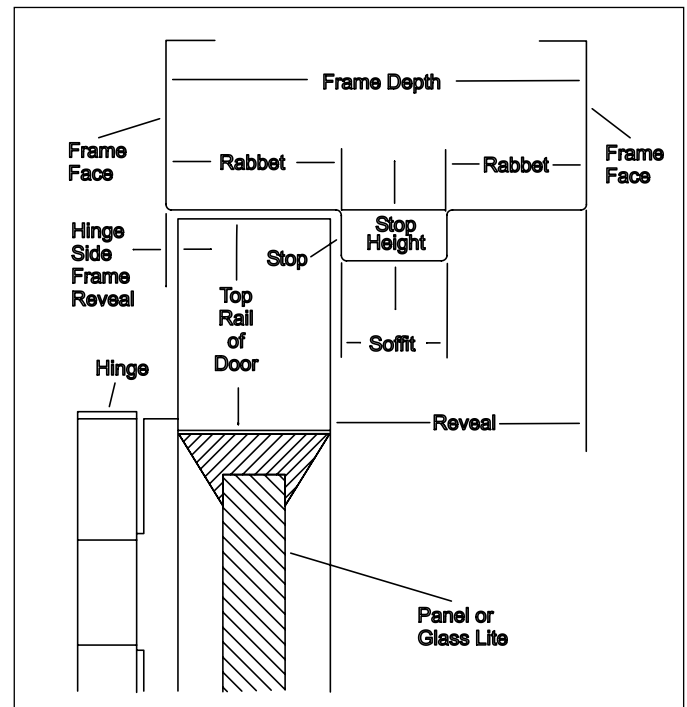 Frame Depth
Frame
Face
Rabbet
Rabbet
Frame
Face
Hinge
Side
Frame
Reveal
Stop
Stop
Height
Top
Rail
of
Door
Soffit
Hinge
Reveal
Panel or
Glass Lite